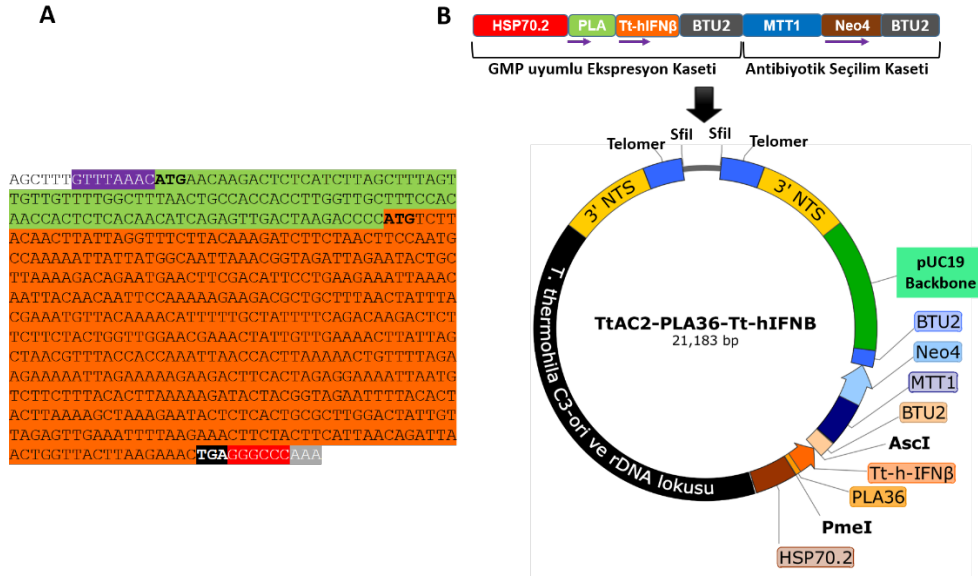 A
AGCTTTGTTTAAACATGAACAAGACTCTCATCTTAGCTTTAGT
TGTTGTTTTGGCTTTAACTGCCACCTTGGTTGCTTTCCACCAC
AACCACTCTCACAACATCAGAGTTGACTAAGACCCCATGTCTT
ACAACTTATTAGGTTTCTTACAAAGATCTTCTAACTTCCAATG
CCAAAAATTATTATGGCAATTAAACGGTAGATTAGAATACTGC
TTAAAAGACAGAATGAACTTCGACATTCCTGAAGAAATTAAAC
AATTACAACAATTCCAAAAAGAAGACGCTGCTTTAACTATTTA
CGAAATGTTACAAAACATTTTTGCTATTTTCAGACAAGACTCT
TCTTCTACTGGTTGGAACGAAACTATTGTTGAAAACTTATTAG
CTAACGTTTACCACCAAATTAACCACTTAAAAACTGTTTTAGA
AGAAAAATTAGAAAAAGAAGACTTCACTAGAGGAAAATTAATG
TCTTCTTTACACTTAAAAAGATACTACGGTAGAATTTTACACT
ACTTAAAAGCTAAAGAATACTCTCACTGCGCTTGGACTATTGT
TAGAGTTGAAATTTTAAGAAACTTCTACTTCATTAACAGATTA
ACTGGTTACTTAAGAAACTGAGGGCCCAAA
B
HSP70.2 PLA Tt-hIFNβ BTU2 MTT1 Neo4 BTU2
GMP uyumlu Ekspresyon Kaseti Antibiyotik Seçilim Kaseti
Telomer SfiI SfiI Telomer
3' NTS 3' NTS
pUC19
Backbone
TtAC2-PLA36-Tt-hIFNB
21,183 bp
T. thermohila C3-ori ve rDNA lokusu
BTU2
Neo4
MTT1
BTU2
AscI
Tt-h-IFNβ
PLA36
PmeI
HSP70.2